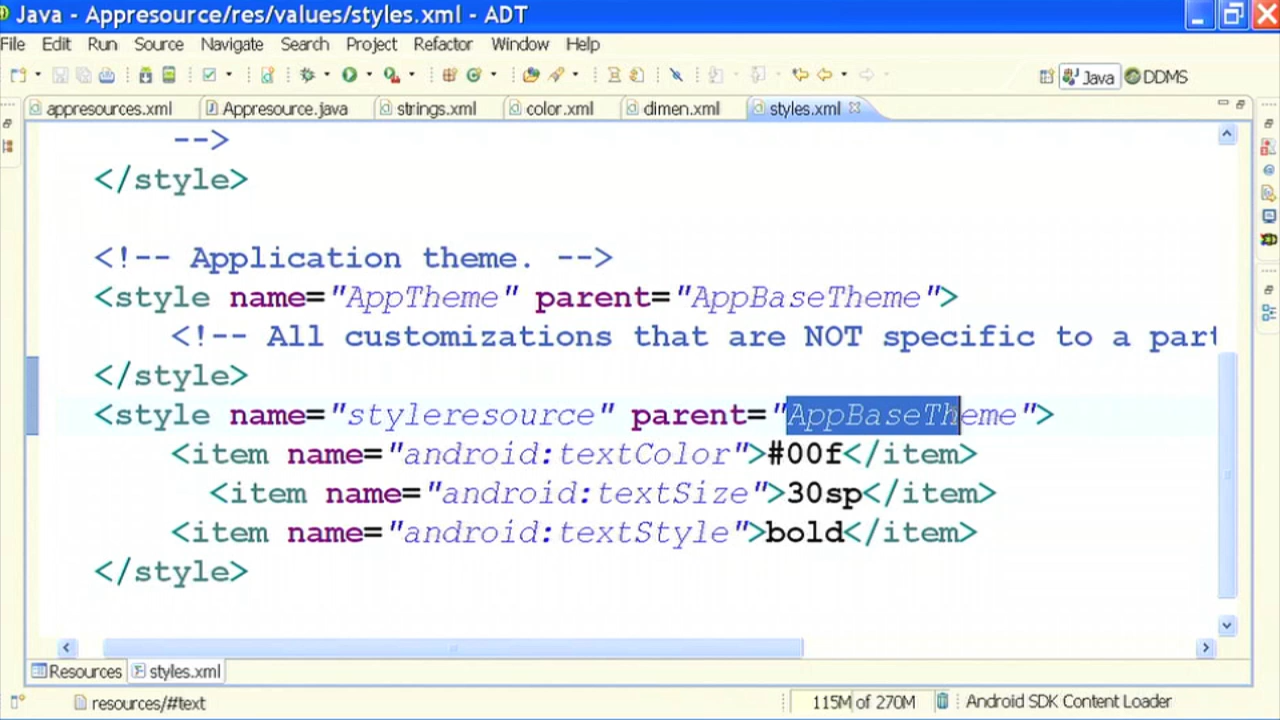 Java - Appresource/res/values/styles.xml - ADT
File Edit Run Source Navigate Search Project Refactor Window Help
Java DDMS
appresources.xml Appresource.java strings.xml color.xml dimen.xml styles.xml
-->
</style>
<!-- Application theme. -->
<style name="AppTheme" parent="AppBaseTheme">
<!-- All customizations that are NOT specific to a part
</style>
<style name="styleresource" parent="AppBaseTheme">
<item name="android:textColor">#00f</item>
<item name="android:textSize">30sp</item>
<item name="android:textStyle">bold</item>
</style>
Resources styles.xml
resources/#text 115M of 270M Android SDK Content Loader